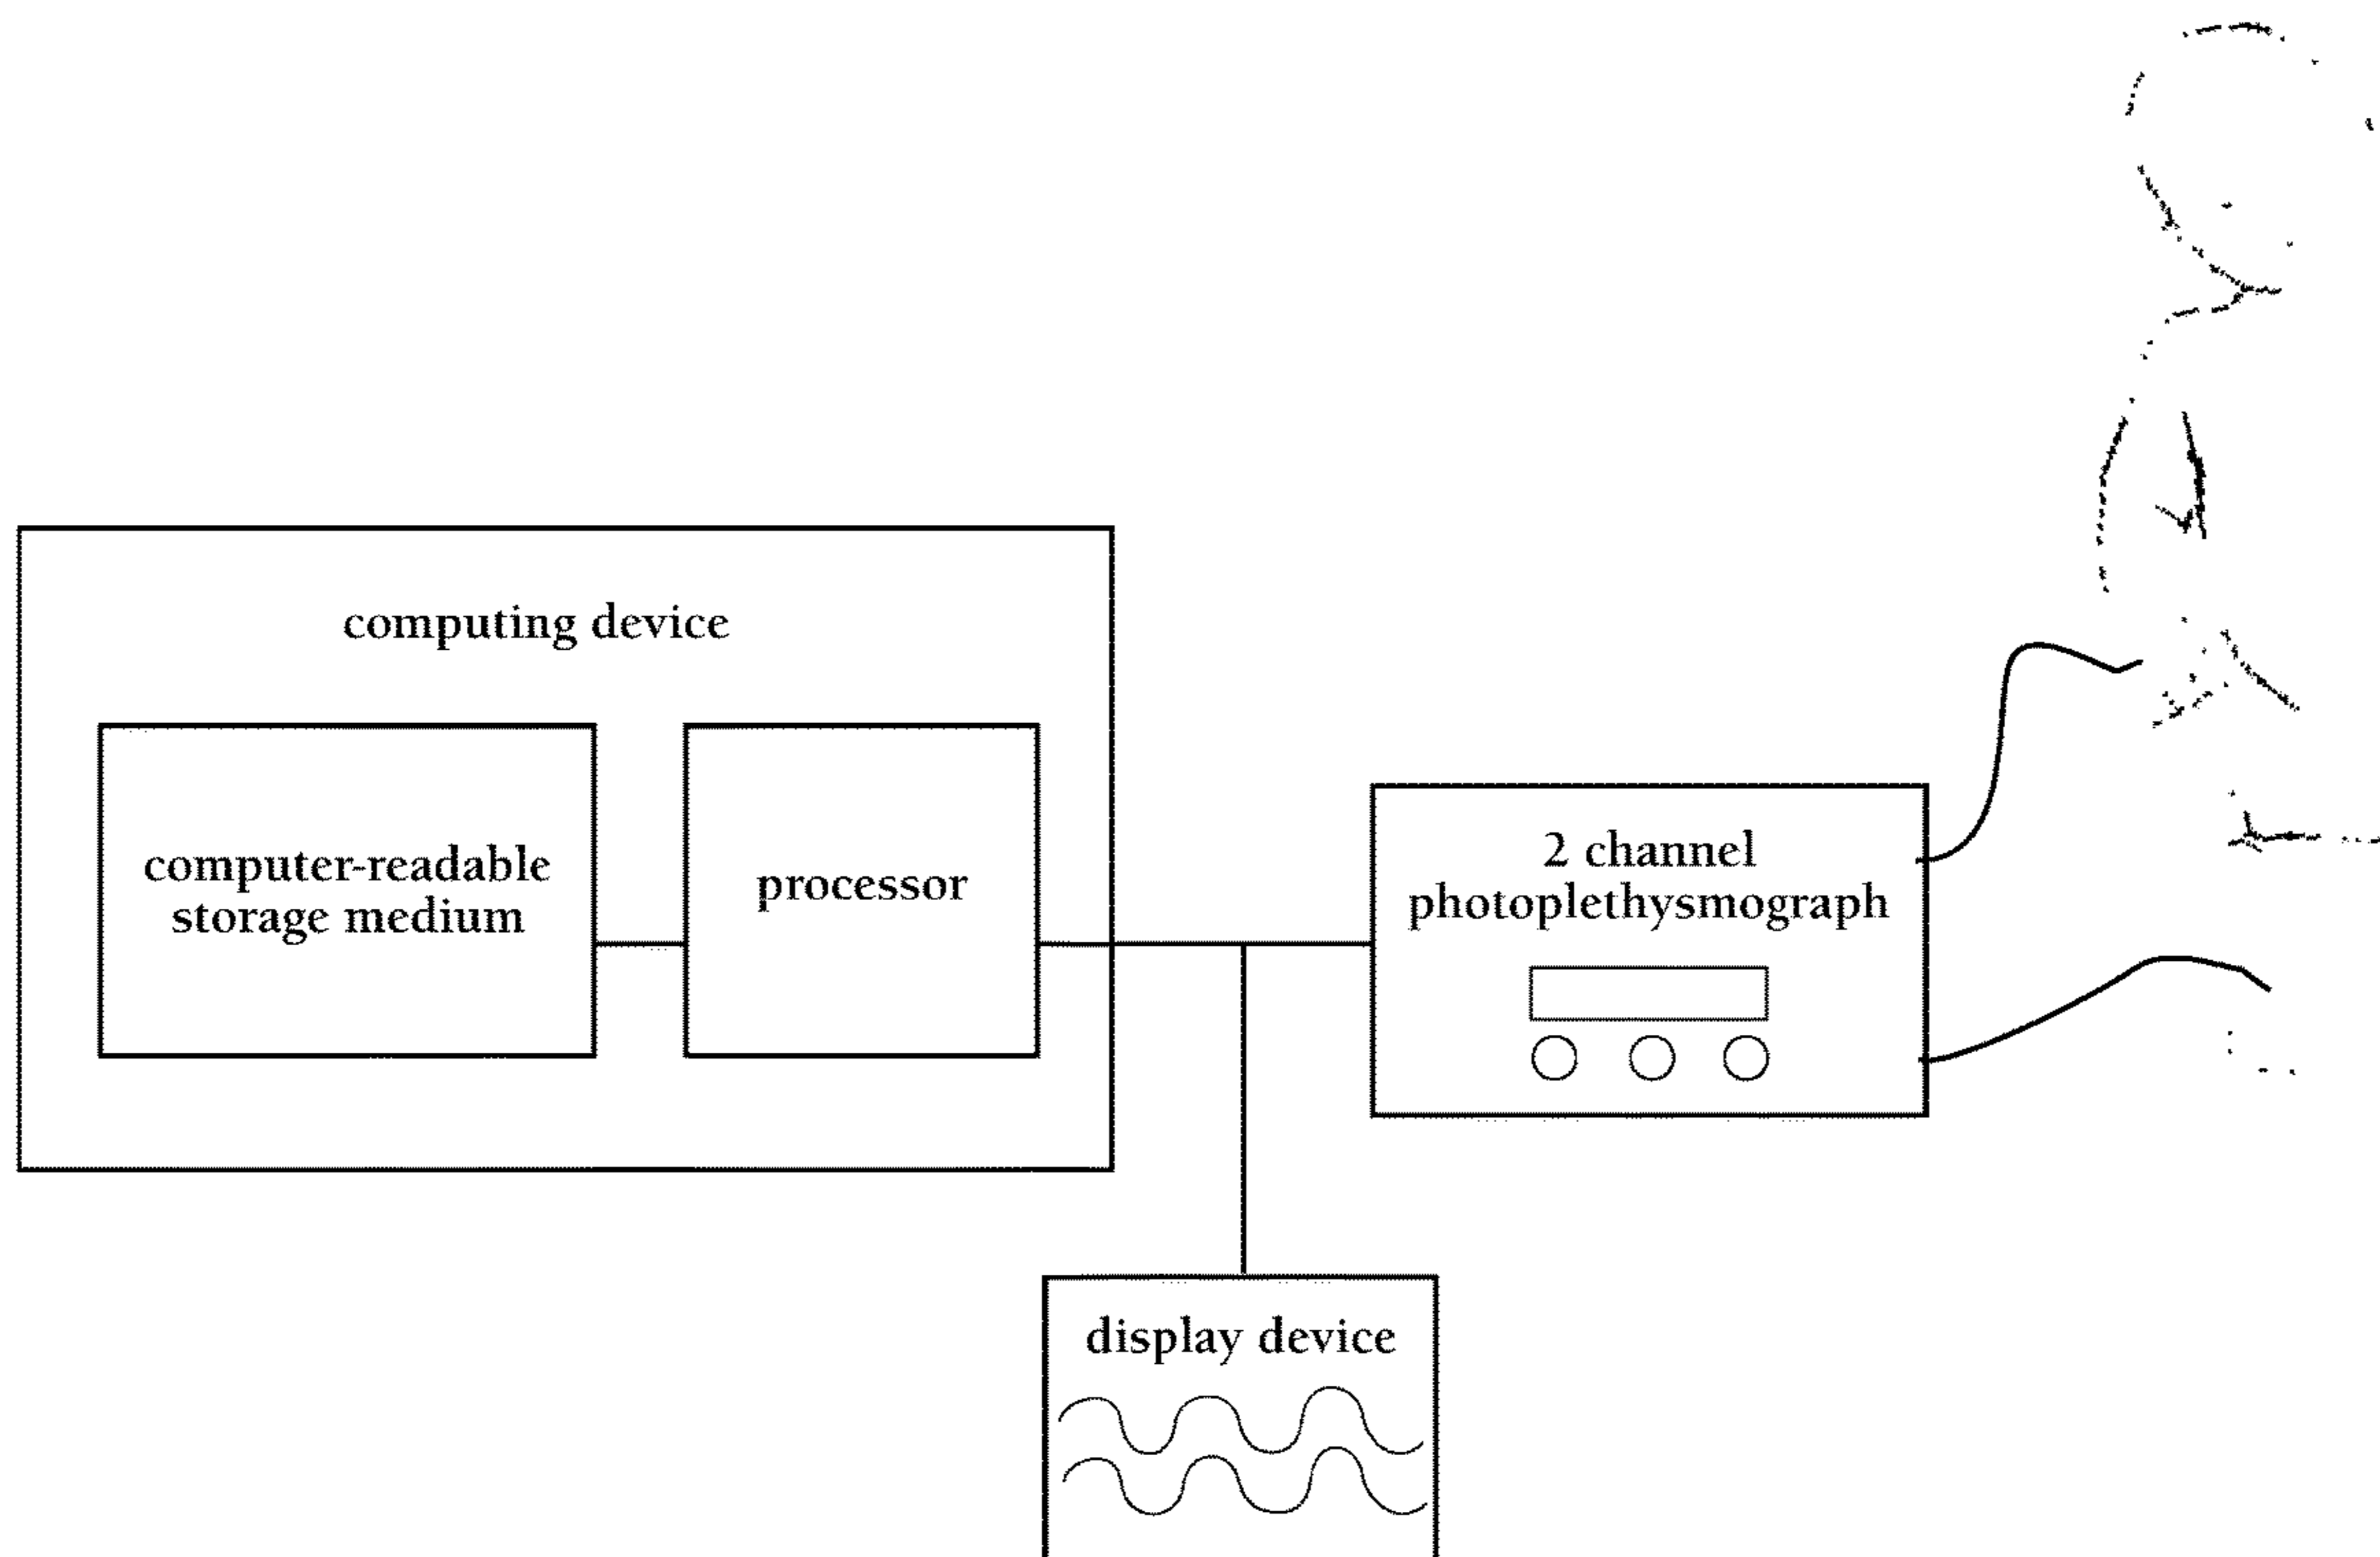 computing device
computer-readable
storage medium
processor
2 channel
photoplethysmograph
display device